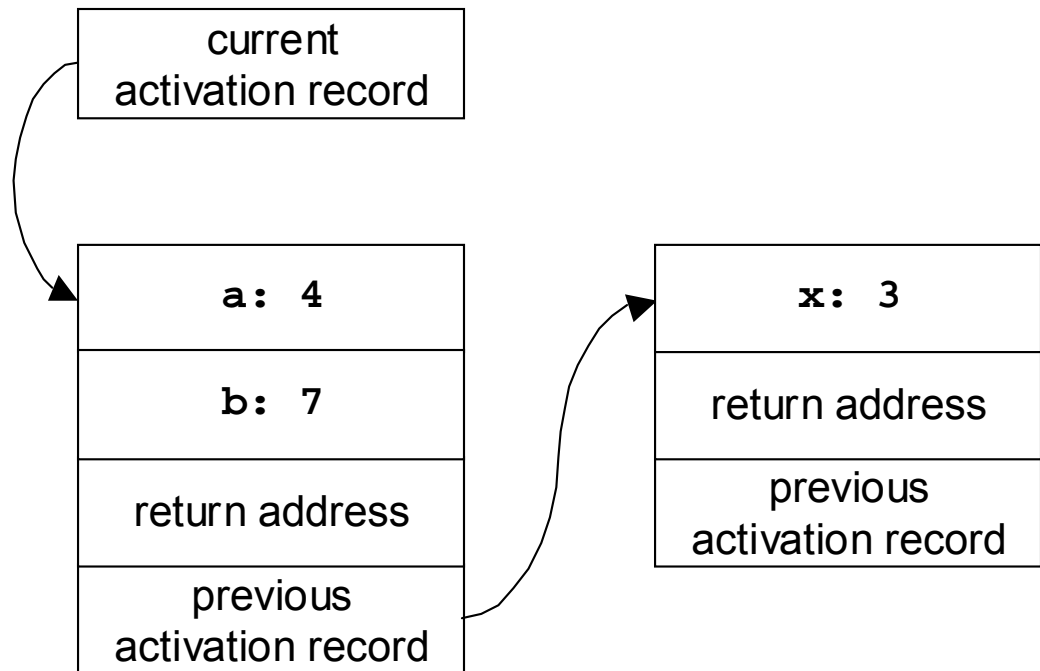 current
activation record
a: 4
b: 7
return address
previous
activation record
x: 3
return address
previous
activation record